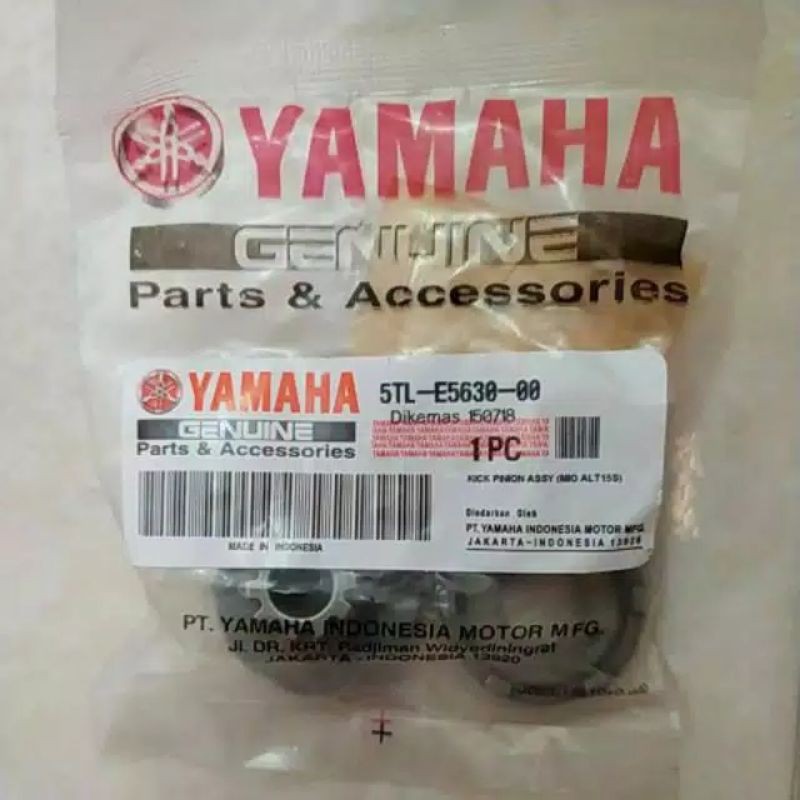 YAMAHA
GENUINE
Parts & Accessories
YAMAHA
GENUINE
Parts & Accessories
5TL-E5630-00
Dikemas 150718
1 PC
KICK PINION ASSY (MIO ALT15S)
MADE IN INDONESIA
Diedarkan Oleh
PT. YAMAHA INDONESIA MOTOR MFG.
JAKARTA-INDONESIA 13920
PT. YAMAHA INDONESIA MOTOR MFG.
Jl. DR. KRT. Radjiman Widyediningrat
JAKARTA - INDONESIA 13920